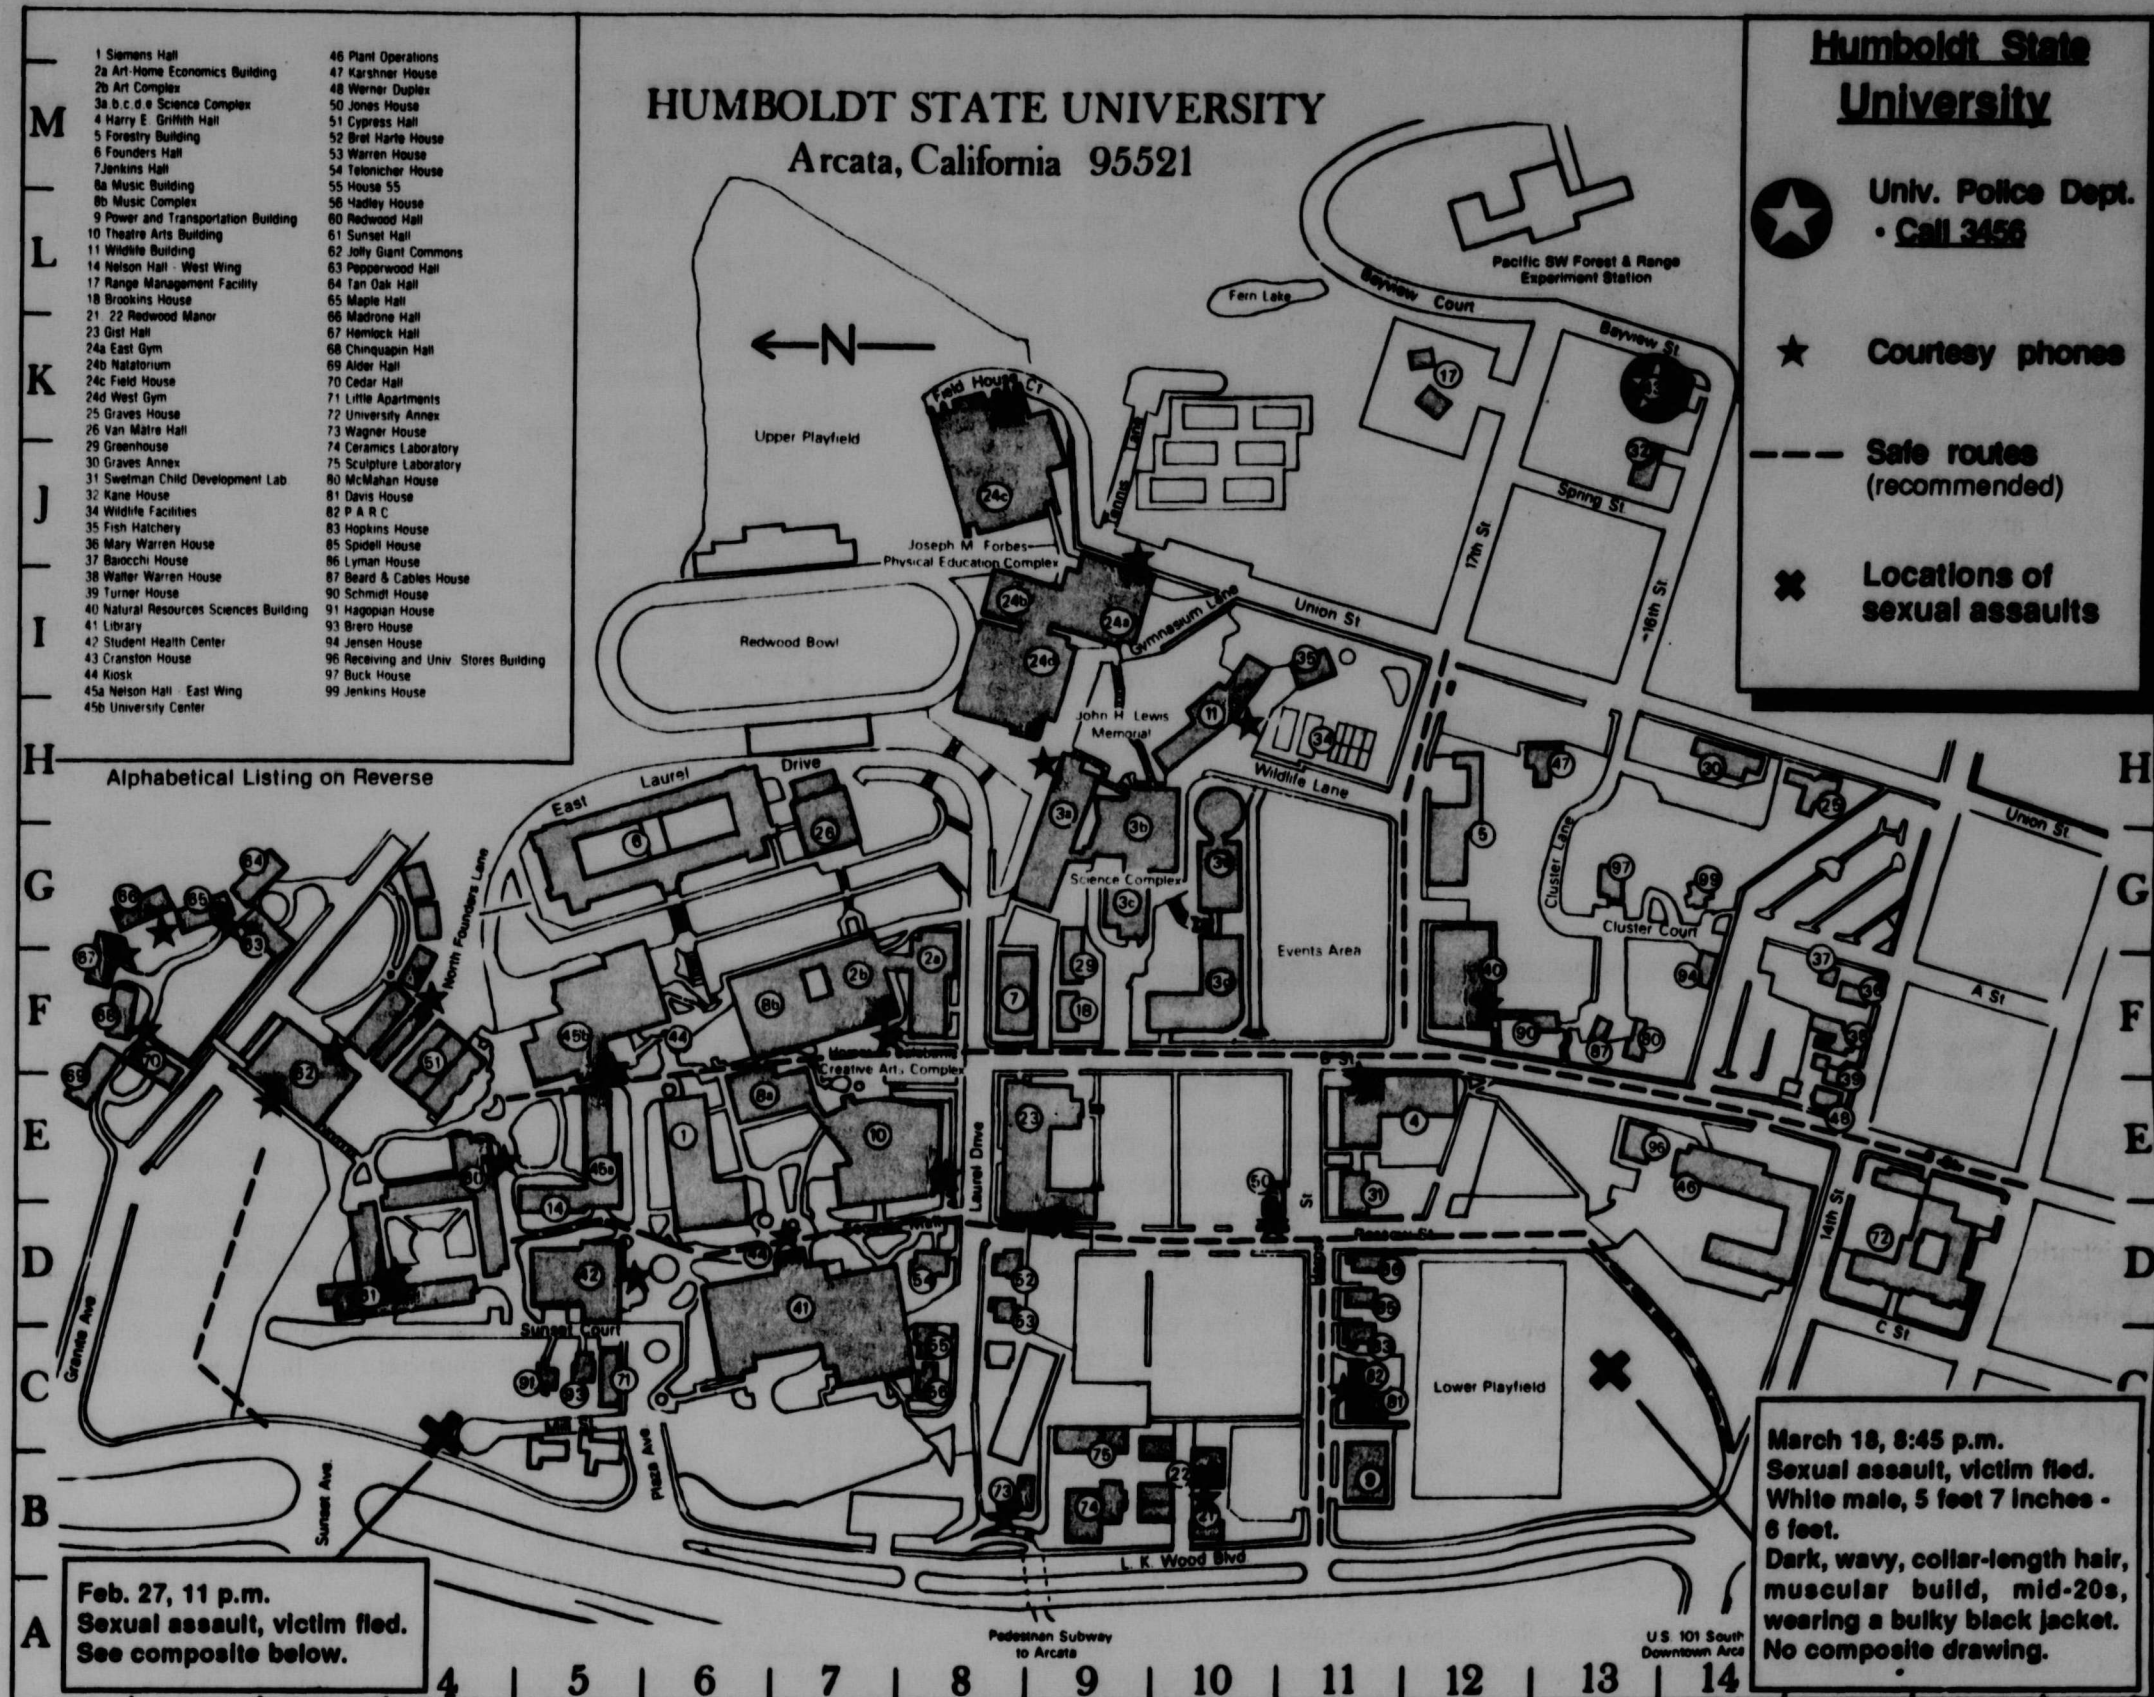 HUMBOLDT STATE UNIVERSITY
Arcata, California 95521
1 Siemens Hall
2a Art-Home Economics Building
2b Art Complex
3a.b.c.d.e Science Complex
4 Harry E. Griffith Hall
5 Forestry Building
6 Founders Hall
7 Jenkins Hall
8a Music Building
8b Music Complex
9 Power and Transportation Building
10 Theatre Arts Building
11 Wildlife Building
14 Nelson Hall - West Wing
17 Range Management Facility
18 Brookins House
21 22 Redwood Manor
23 Gist Hall
24a East Gym
24b Natatorium
24c Field House
24d West Gym
25 Graves House
26 Van Matre Hall
29 Greenhouse
30 Graves Annex
31 Swetman Child Development Lab
32 Kane House
34 Wildlife Facilities
35 Fish Hatchery
36 Mary Warren House
37 Baiocchi House
38 Walter Warren House
39 Turner House
40 Natural Resources Sciences Building
41 Library
42 Student Health Center
43 Cranston House
44 Kiosk
45a Nelson Hall - East Wing
45b University Center
46 Plant Operations
47 Karshner House
48 Warner Duplex
50 Jones House
51 Cypress Hall
52 Bret Harte House
53 Warren House
54 Telonicher House
55 House 55
56 Hadley House
60 Redwood Hall
61 Sunset Hall
62 Jolly Giant Commons
63 Pepperwood Hall
64 Tan Oak Hall
65 Maple Hall
66 Madrone Hall
67 Hemlock Hall
68 Chinquapin Hall
69 Alder Hall
70 Cedar Hall
71 Little Apartments
72 University Annex
73 Wagner House
74 Ceramics Laboratory
75 Sculpture Laboratory
80 McMahan House
81 Davis House
82 P A R C
83 Hopkins House
85 Spidell House
86 Lyman House
87 Beard & Cables House
90 Schmidt House
91 Hagopian House
93 Brero House
94 Jensen House
96 Receiving and Univ. Stores Building
97 Buck House
99 Jenkins House
Alphabetical Listing on Reverse
Humboldt State
University
Univ. Police Dept.
• Call 3456
Courtesy phones
Safe routes
(recommended)
Locations of
sexual assaults
Pacific SW Forest & Range
Experiment Station
Fern Lake
Bayview Court
Bayview St
N
Field House Ct
Upper Playfield
Tennis Lane
17th St
Spring St
16th St
Joseph M. Forbes
Physical Education Complex
Redwood Bowl
Gymnasium Lane
Union St
John H Lewis
Memorial
Wildlife Lane
East Laurel Drive
North Founders Lane
Science Complex
Events Area
Cluster Lane
Cluster Court
Union St
A St
B St
Creative Arts Complex
Laurel Drive
St
14th St
C St
Sunset Court
Granite Ave
Lower Playfield
Plaza Ave
Sunset Ave.
L. K. Wood Blvd
Pedestrian Subway
to Arcata
U.S. 101 South
Downtown Arca
Feb. 27, 11 p.m.
Sexual assault, victim fled.
See composite below.
March 18, 8:45 p.m.
Sexual assault, victim fled.
White male, 5 feet 7 inches -
6 feet.
Dark, wavy, collar-length hair,
muscular build, mid-20s,
wearing a bulky black jacket.
No composite drawing.
M
L
K
J
I
H
G
F
E
D
C
B
A
H
G
F
E
D
4 5 6 7 8 9 10 11 12 13 14